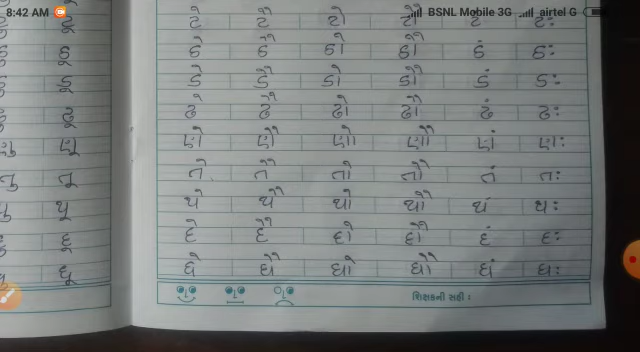 8:42 AM BSNL Mobile 3G airtel G
ટે ટૈ ટો ટૌ ટં ટઃ
ઠે ઠૈ ઠો ઠૌ ઠં ઠઃ
ડે ડૈ ડો ડૌ ડં ડઃ
ઢે ઢૈ ઢો ઢૌ ઢં ઢઃ
ણે ણૈ ણો ણૌ ણં ણઃ
તે તૈ તો તૌ તં તઃ
થે થૈ થો થૌ થં થઃ
દે દૈ દો દૌ દં દઃ
ધે ધૈ ધો ધૌ ધં ધઃ
શિક્ષકની સહી :
ઠૂ
ડૂ
ઢૂ
ણૂ
તૂ
થૂ
દૂ
ધૂ